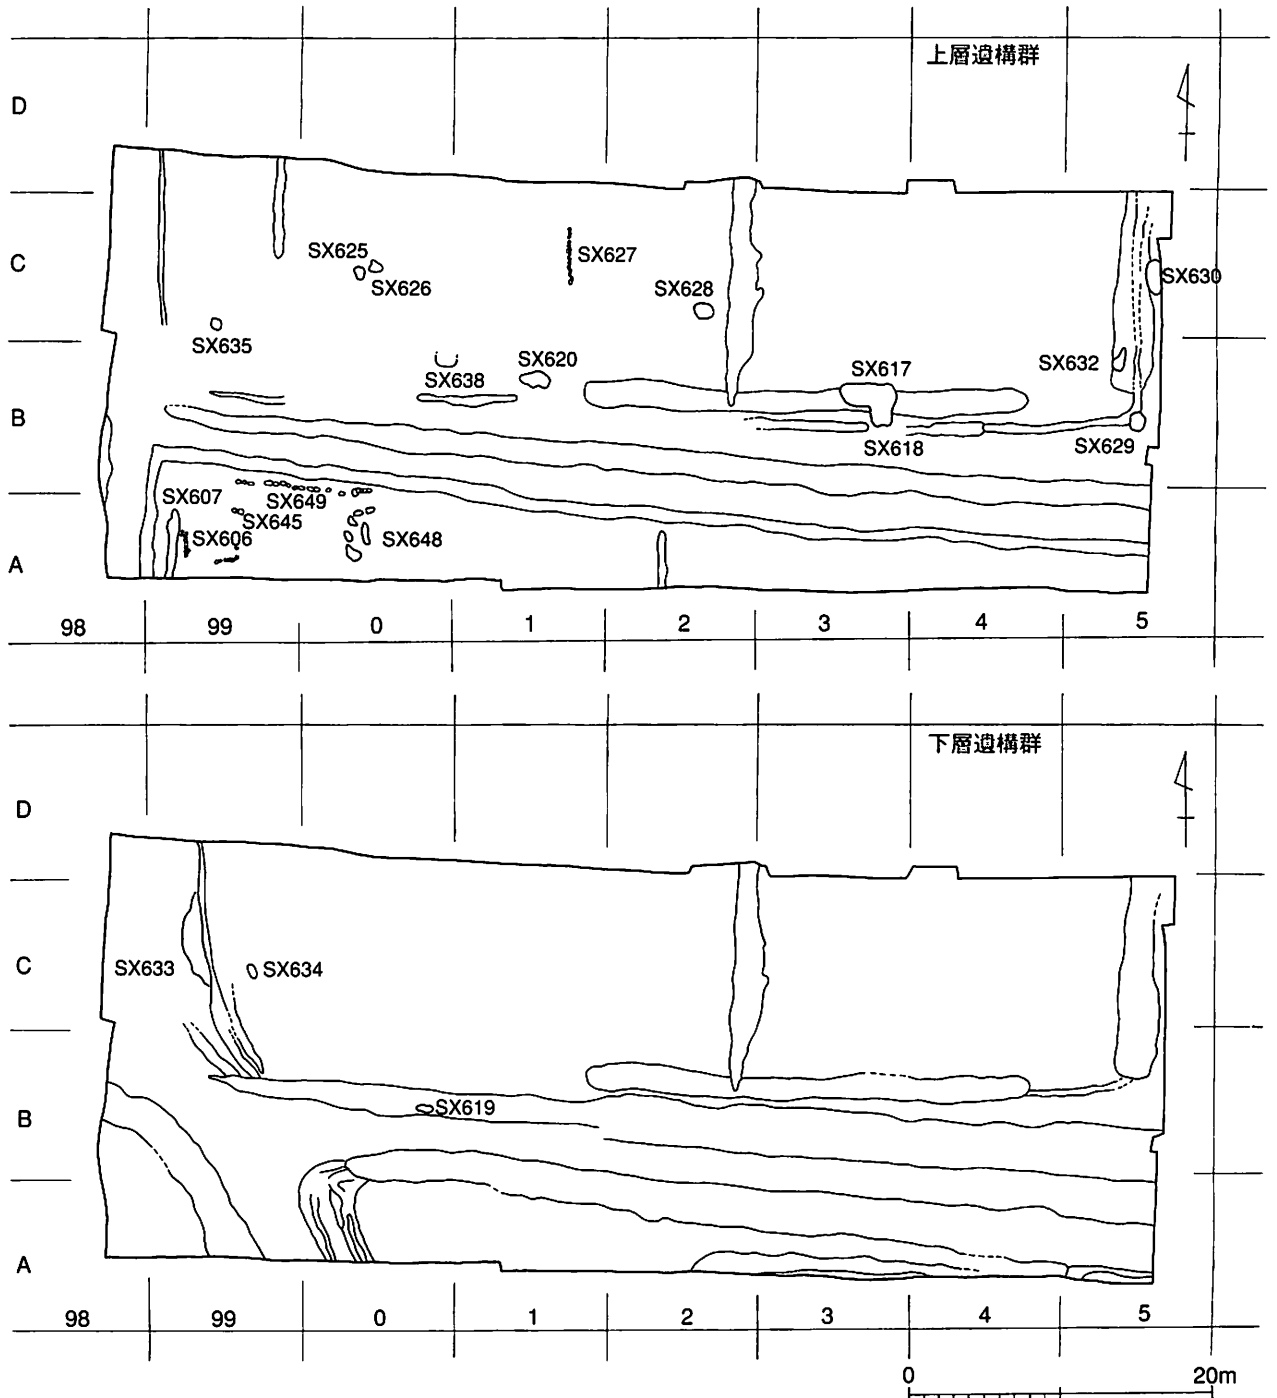 上層遺構群
D
C
SX625
SX626
SX627
SX628
SX630
SX635
SX638
SX620
SX617
SX632
B
SX618
SX629
SX607
SX649
SX645
SX606
SX648
A
98 99 0 1 2 3 4 5
下層遺構群
D
C
SX633
SX634
B
SX619
A
98 99 0 1 2 3 4 5
0 20m